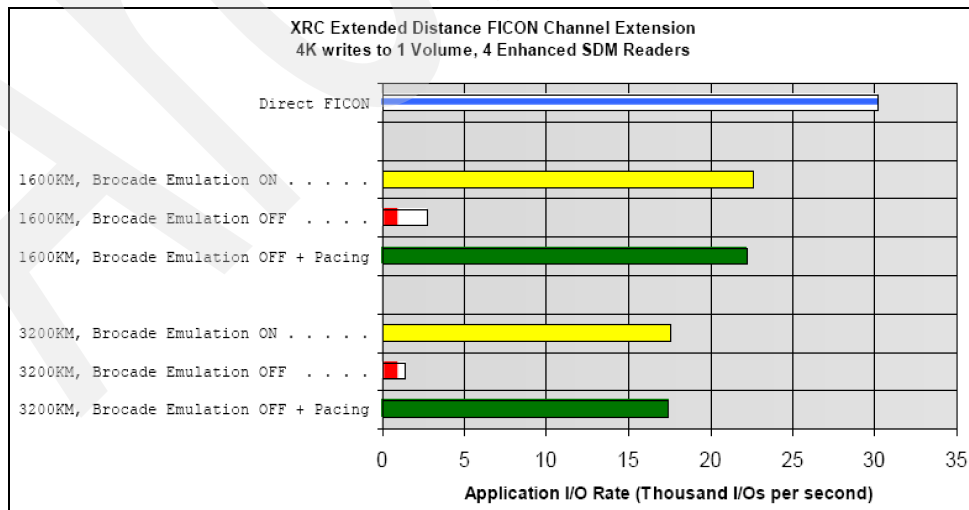 XRC Extended Distance FICON Channel Extension
4K writes to 1 Volume, 4 Enhanced SDM Readers
Direct FICON
1600KM, Brocade Emulation ON . . . . .
1600KM, Brocade Emulation OFF . . . .
1600KM, Brocade Emulation OFF + Pacing
3200KM, Brocade Emulation ON . . . . .
3200KM, Brocade Emulation OFF . . . .
3200KM, Brocade Emulation OFF + Pacing
0 5 10 15 20 25 30 35
Application I/O Rate (Thousand I/Os per second)